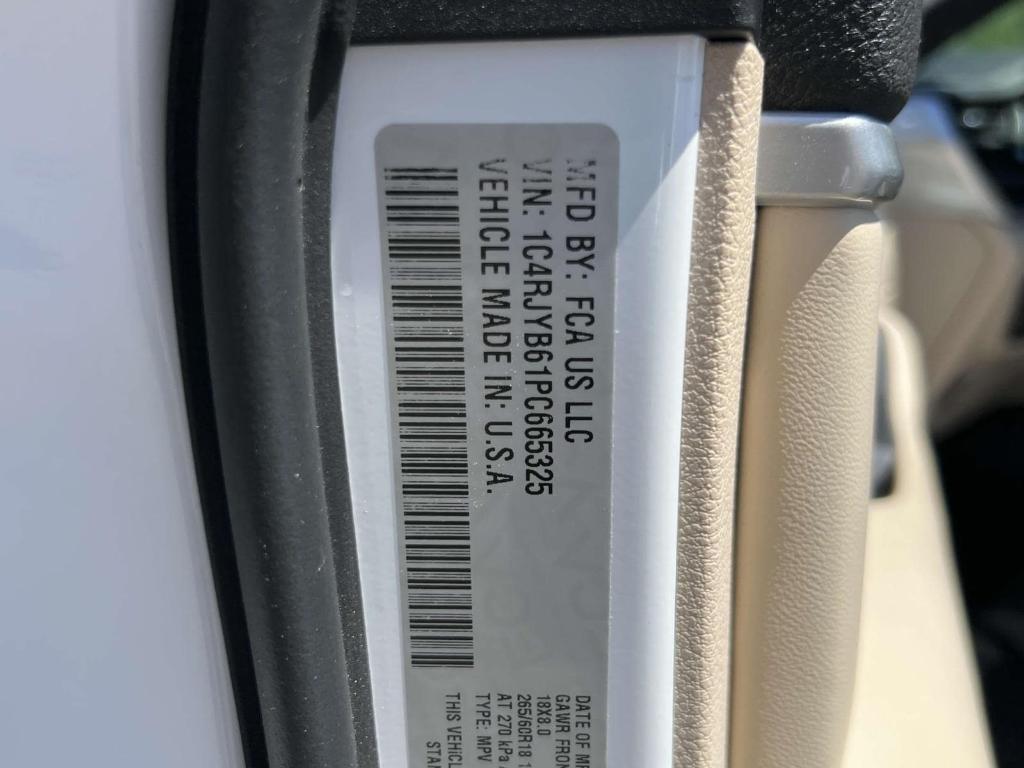 MFD BY: FCA US LLC
VIN: 1C4RJYB61PC665325
VEHICLE MADE IN: U.S.A.
DATE OF
GAWR FRON
18X8.0
265/60R18
AT 270 kPa
TYPE: MPV
THIS VEHICL
STAN